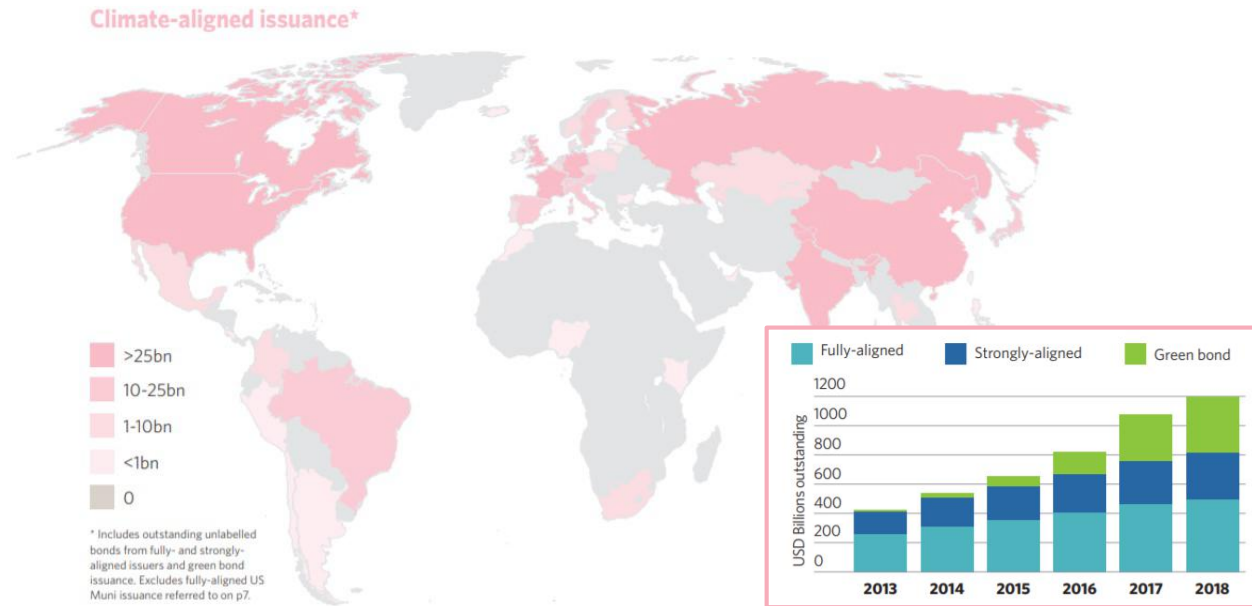 Climate-aligned issuance*
>25bn
10-25bn
1-10bn
<1bn
0
* Includes outstanding unlabelled
bonds from fully- and strongly-
aligned issuers and green bond
issuance. Excludes fully-aligned US
Muni issuance referred to on p7.
Fully-aligned
Strongly-aligned
Green bond
USD Billions outstanding
1200
1000
800
600
400
200
0
2013
2014
2015
2016
2017
2018